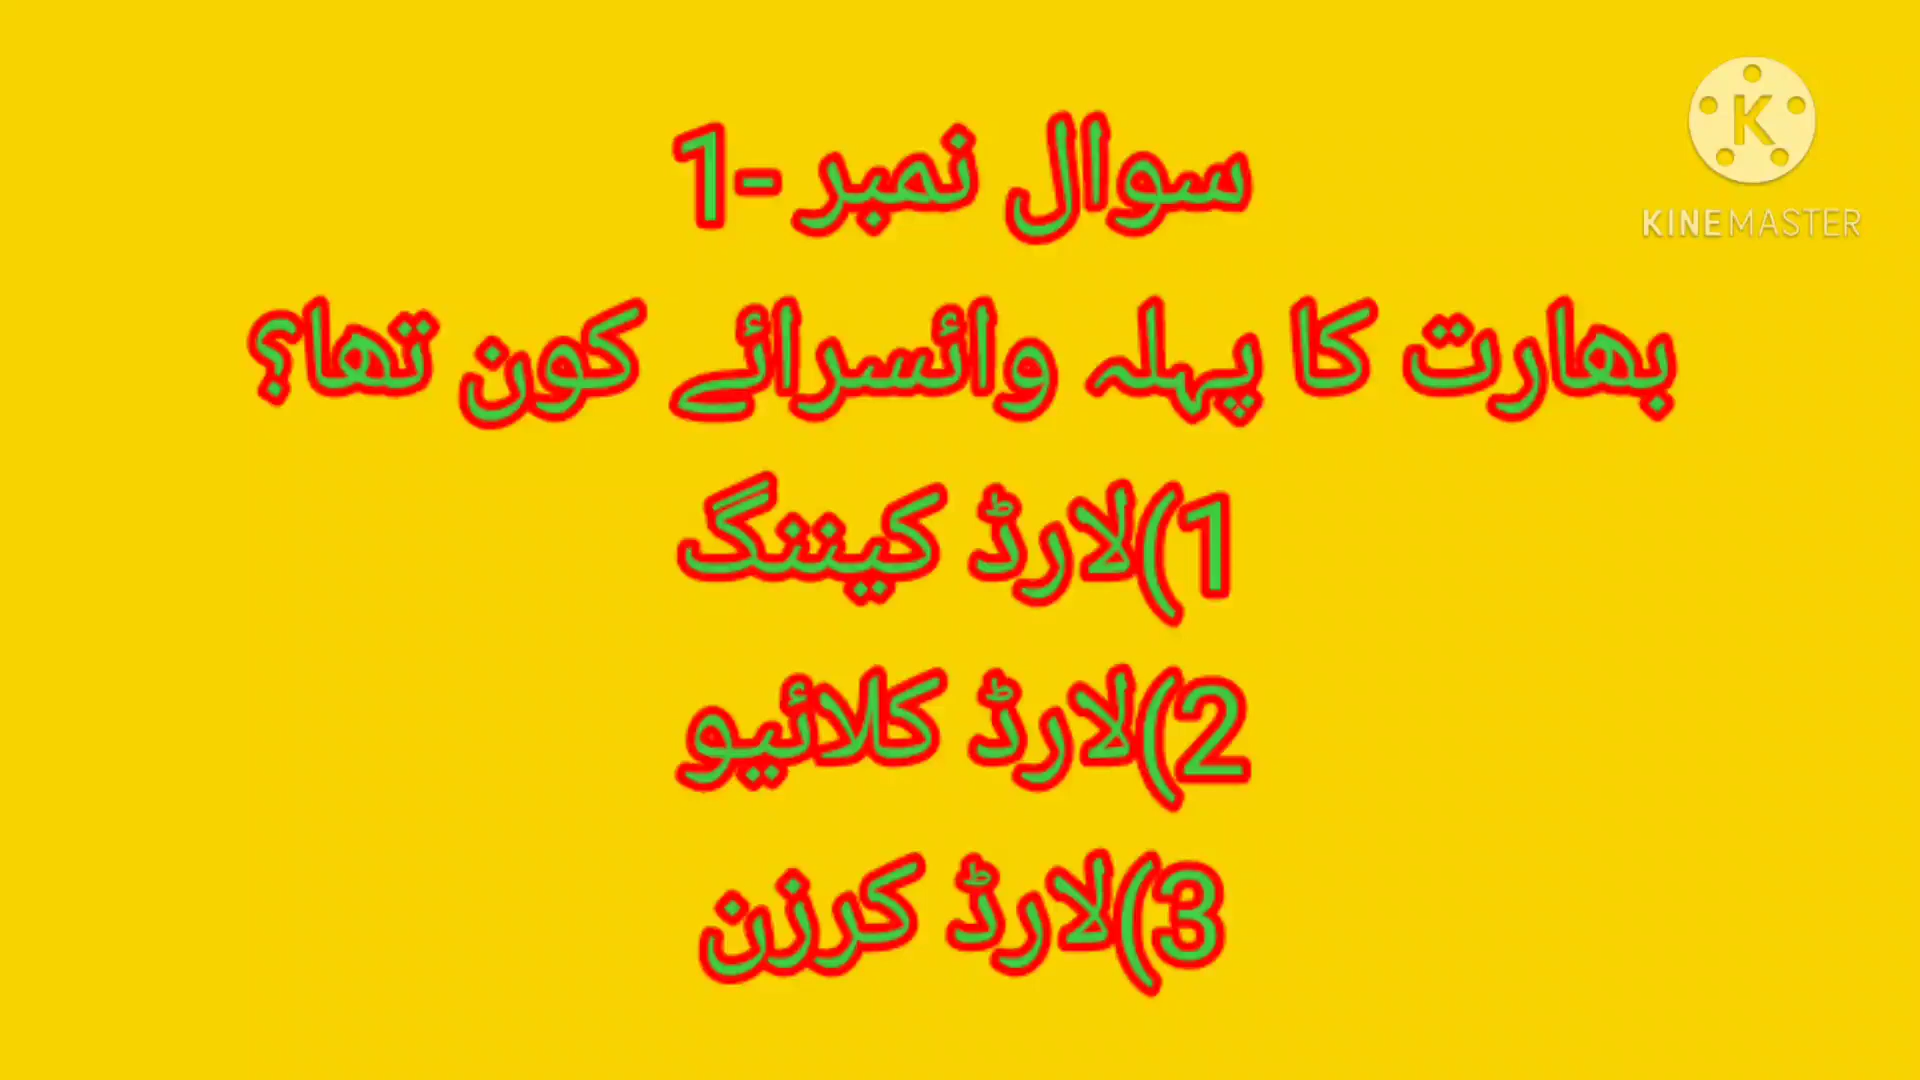 سوال نمبر -1
بھارت کا پہلہ وائسرائے کون تھا؟
1)لارڈ کیننگ
2)لارڈ کلائیو
3)لارڈ کرزن
K
KINEMASTER